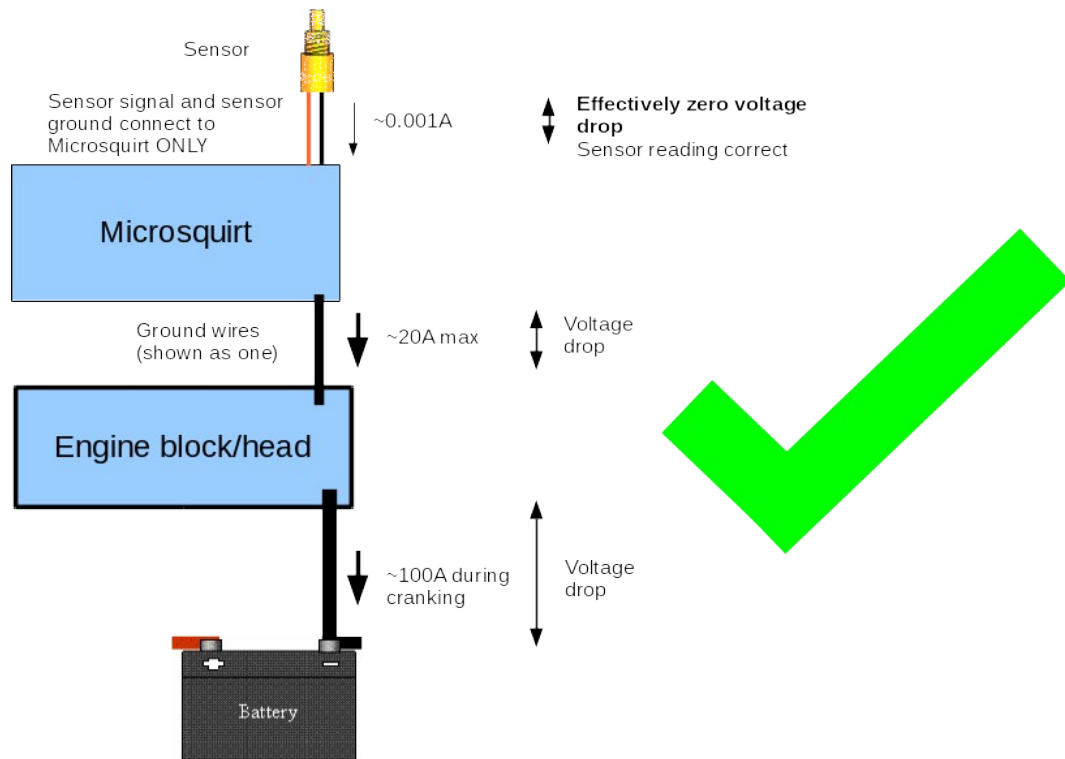 Sensor
Sensor signal and sensor
ground connect to
Microsquirt ONLY
~0.001A
Effectively zero voltage
drop
Sensor reading correct
Microsquirt
Ground wires
(shown as one)
~20A max
Voltage
drop
Engine block/head
~100A during
cranking
Voltage
drop
Battery